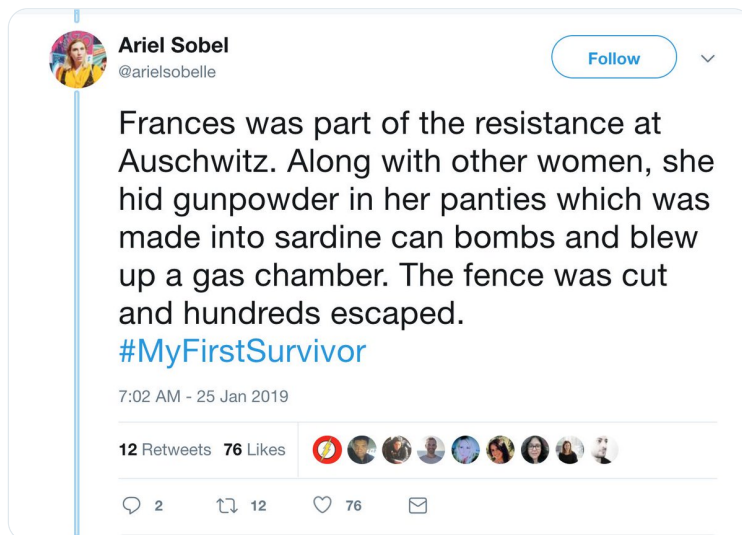 Ariel Sobel
@arielsobelle
Follow
Frances was part of the resistance at
Auschwitz. Along with other women, she
hid gunpowder in her panties which was
made into sardine can bombs and blew
up a gas chamber. The fence was cut
and hundreds escaped.
#MyFirstSurvivor
7:02 AM - 25 Jan 2019
12 Retweets 76 Likes
2 12 76